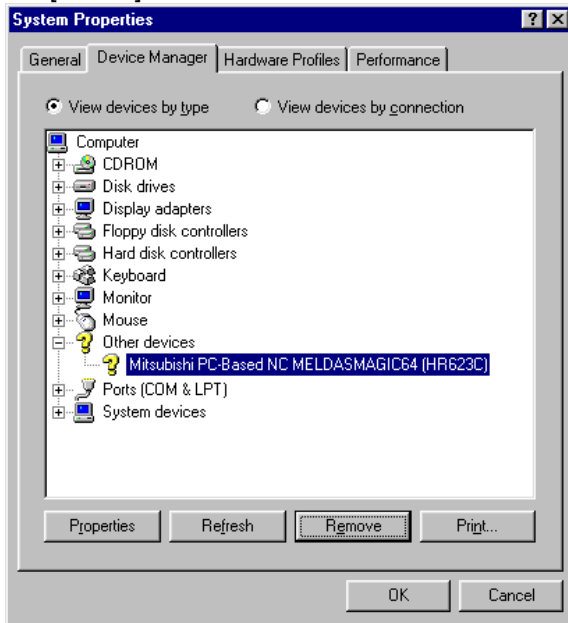 System Properties
General Device Manager Hardware Profiles Performance
View devices by type View devices by connection
Computer
CDROM
Disk drives
Display adapters
Floppy disk controllers
Hard disk controllers
Keyboard
Monitor
Mouse
Other devices
Mitsubishi PC-Based NC MELDASMAGIC64 (HR623C)
Ports (COM & LPT)
System devices
Properties Refresh Remove Print...
OK Cancel